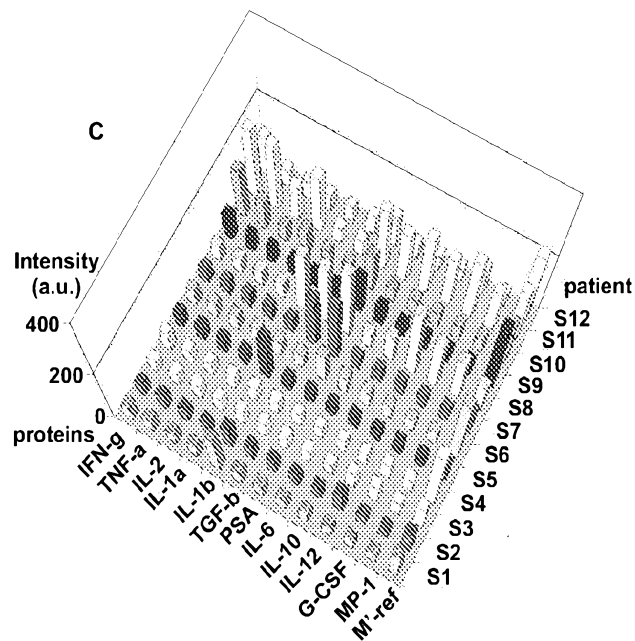 C
Intensity
(a.u.)
400
200
0
proteins
IFN-g
TNF-a
IL-2
IL-1a
IL-1b
TGF-b
PSA
IL-6
IL-10
IL-12
G-CSF
MP-1
M'-ref
patient
S12
S11
S10
S9
S8
S7
S6
S5
S4
S3
S2
S1